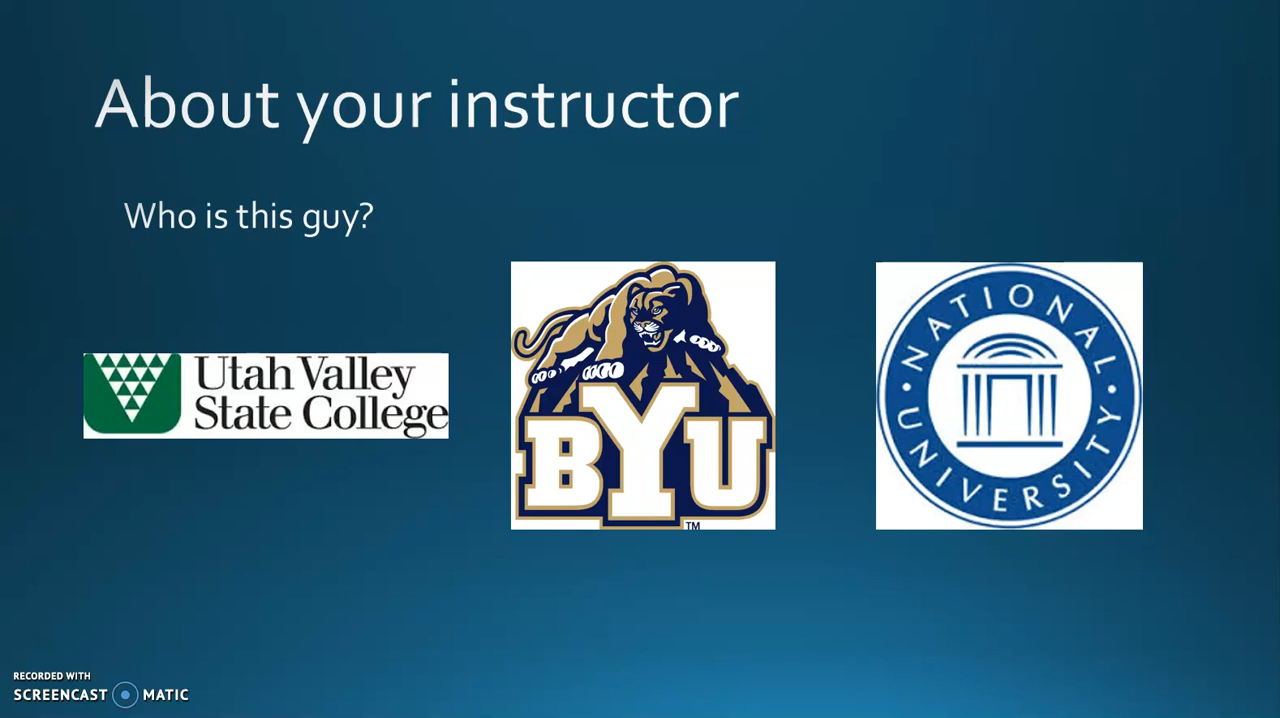 About your instructor
Who is this guy?
Utah Valley
State College
BYU
TM
NATIONAL
UNIVERSITY
RECORDED WITH
SCREENCAST MATIC